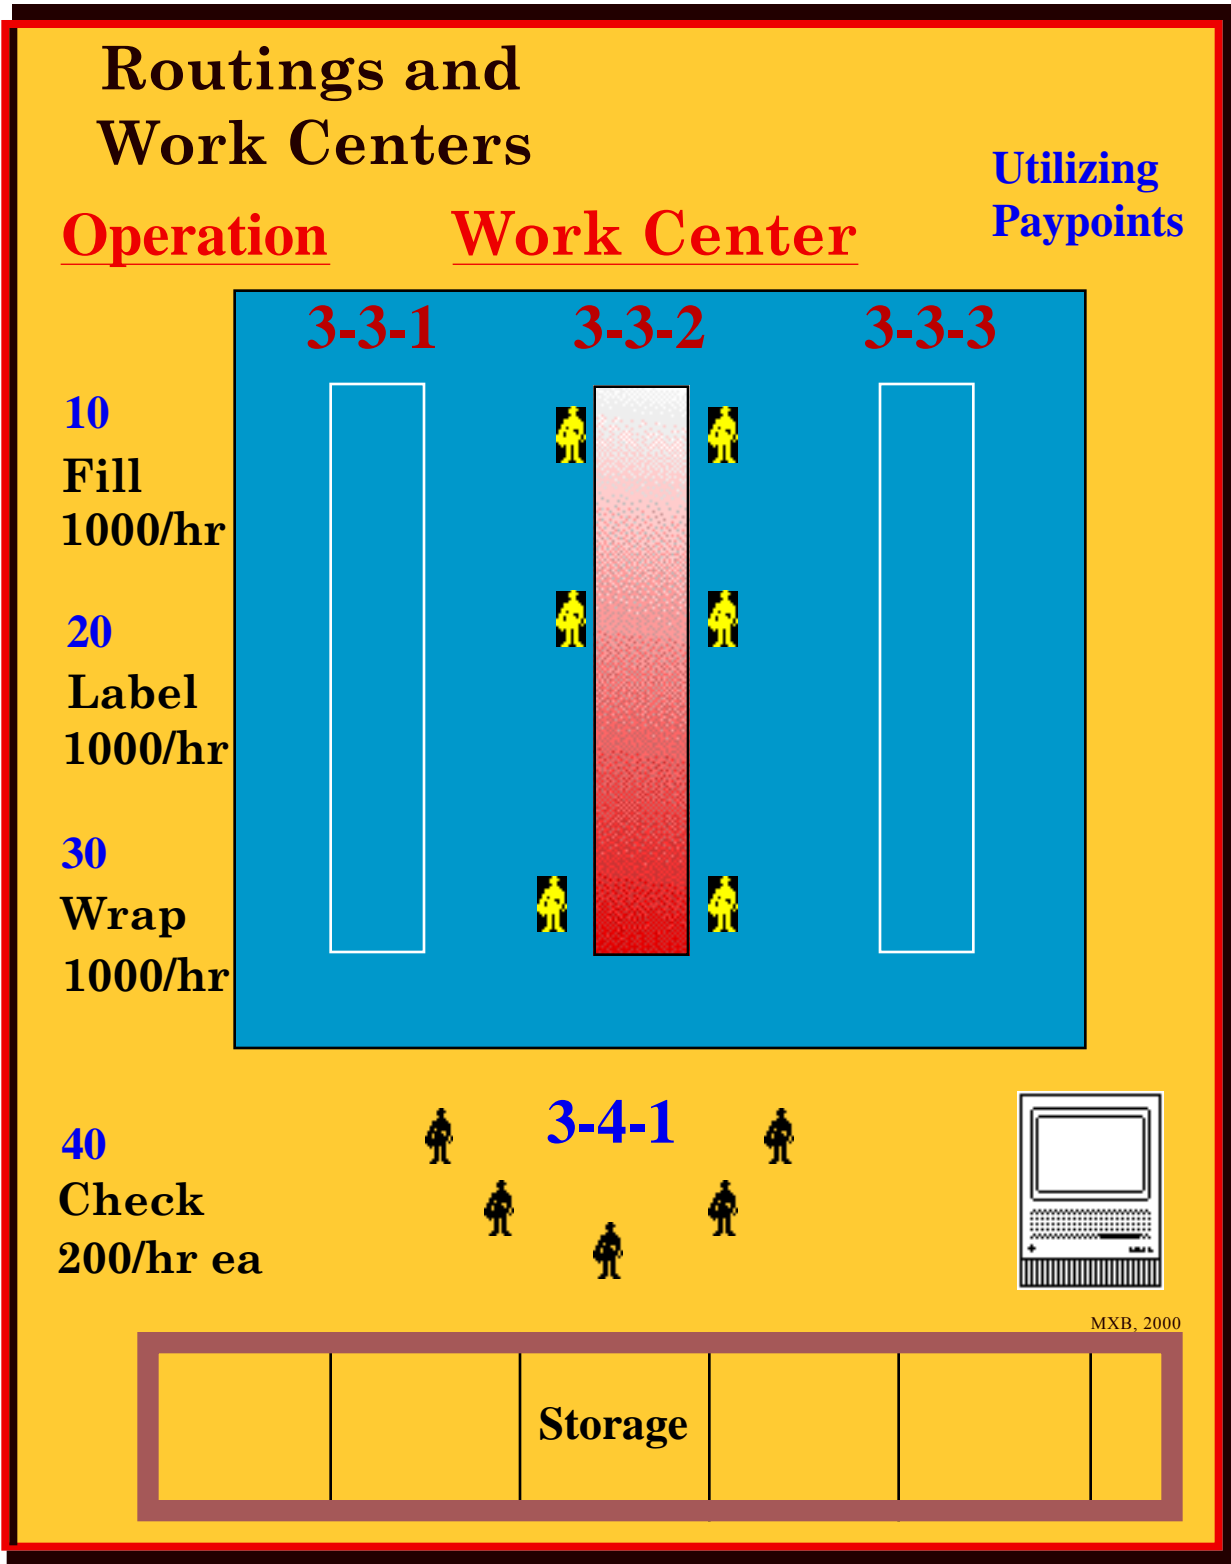 Routings and
Work Centers
Utilizing
Paypoints
Operation
Work Center
3-3-1
3-3-2
3-3-3
10
Fill
1000/hr
20
Label
1000/hr
30
Wrap
1000/hr
3-4-1
40
Check
200/hr ea
MXB, 2000
Storage